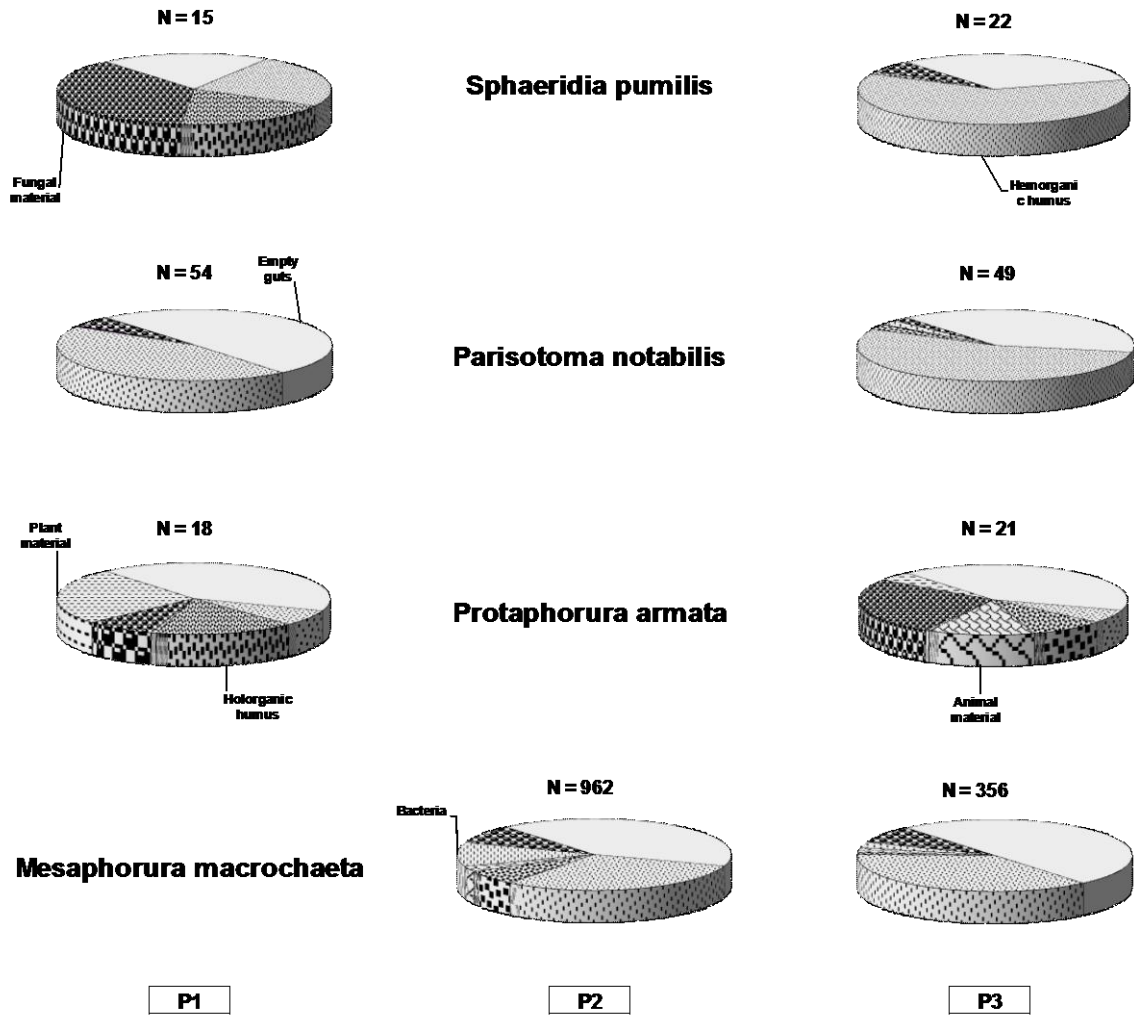 N = 15
N = 22
Sphaeridia pumilis
Fungal
material
Hemorgani
c humus
N = 54
Empty
guts
N = 49
Parisotoma notabilis
Plant
material
N = 18
N = 21
Protaphorura armata
Holorganic
humus
Animal
material
N = 962
N = 356
Bacteria
Mesaphorura macrochaeta
P1
P2
P3